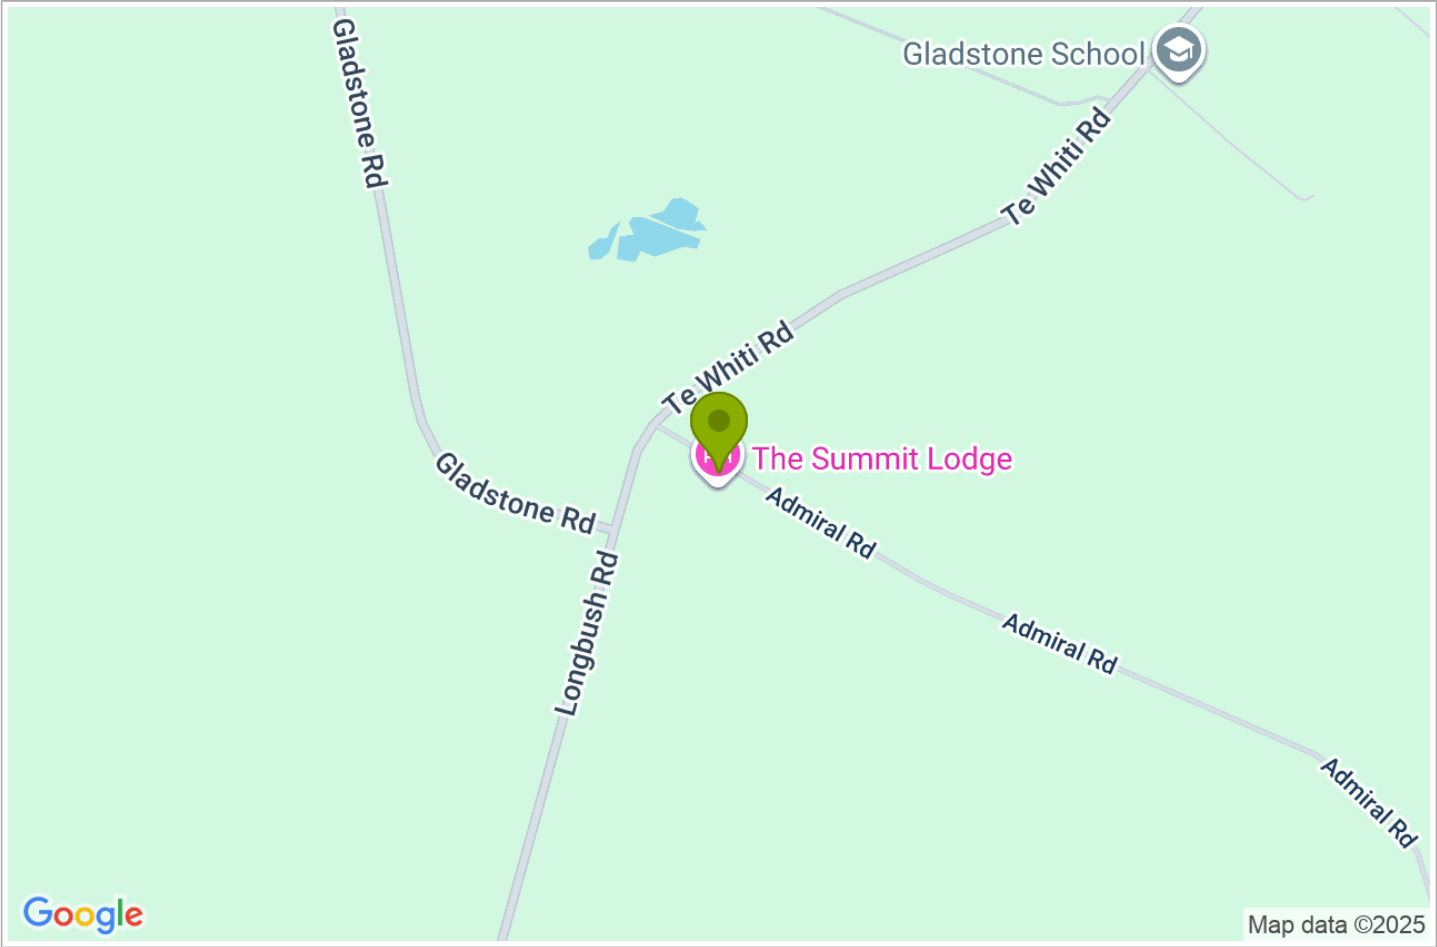 Gladstone Rd
Gladstone School
Te Whiti Rd
Te Whiti Rd
The Summit Lodge
Gladstone Rd
Admiral Rd
Longbush Rd
Admiral Rd
Admiral Rd
Google
Map data ©2025